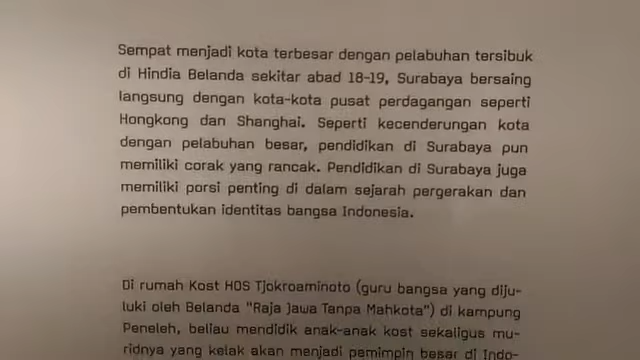 Sempat menjadi kota terbesar dengan pelabuhan tersibuk
di Hindia Belanda sekitar abad 18-19, Surabaya bersaing
langsung dengan kota-kota pusat perdagangan seperti
Hongkong dan Shanghai. Seperti kecenderungan kota
dengan pelabuhan besar, pendidikan di Surabaya pun
memiliki corak yang rancak. Pendidikan di Surabaya juga
memiliki porsi penting di dalam sejarah pergerakan dan
pembentukan identitas bangsa Indonesia.
Di rumah Kost HOS Tjokroaminoto (guru bangsa yang diju-
luki oleh Belanda "Raja Jawa Tanpa Mahkota") di kampung
Peneleh, beliau mendidik anak-anak kost sekaligus mu-
ridnya yang kelak akan menjadi pemimpin besar di Indo-